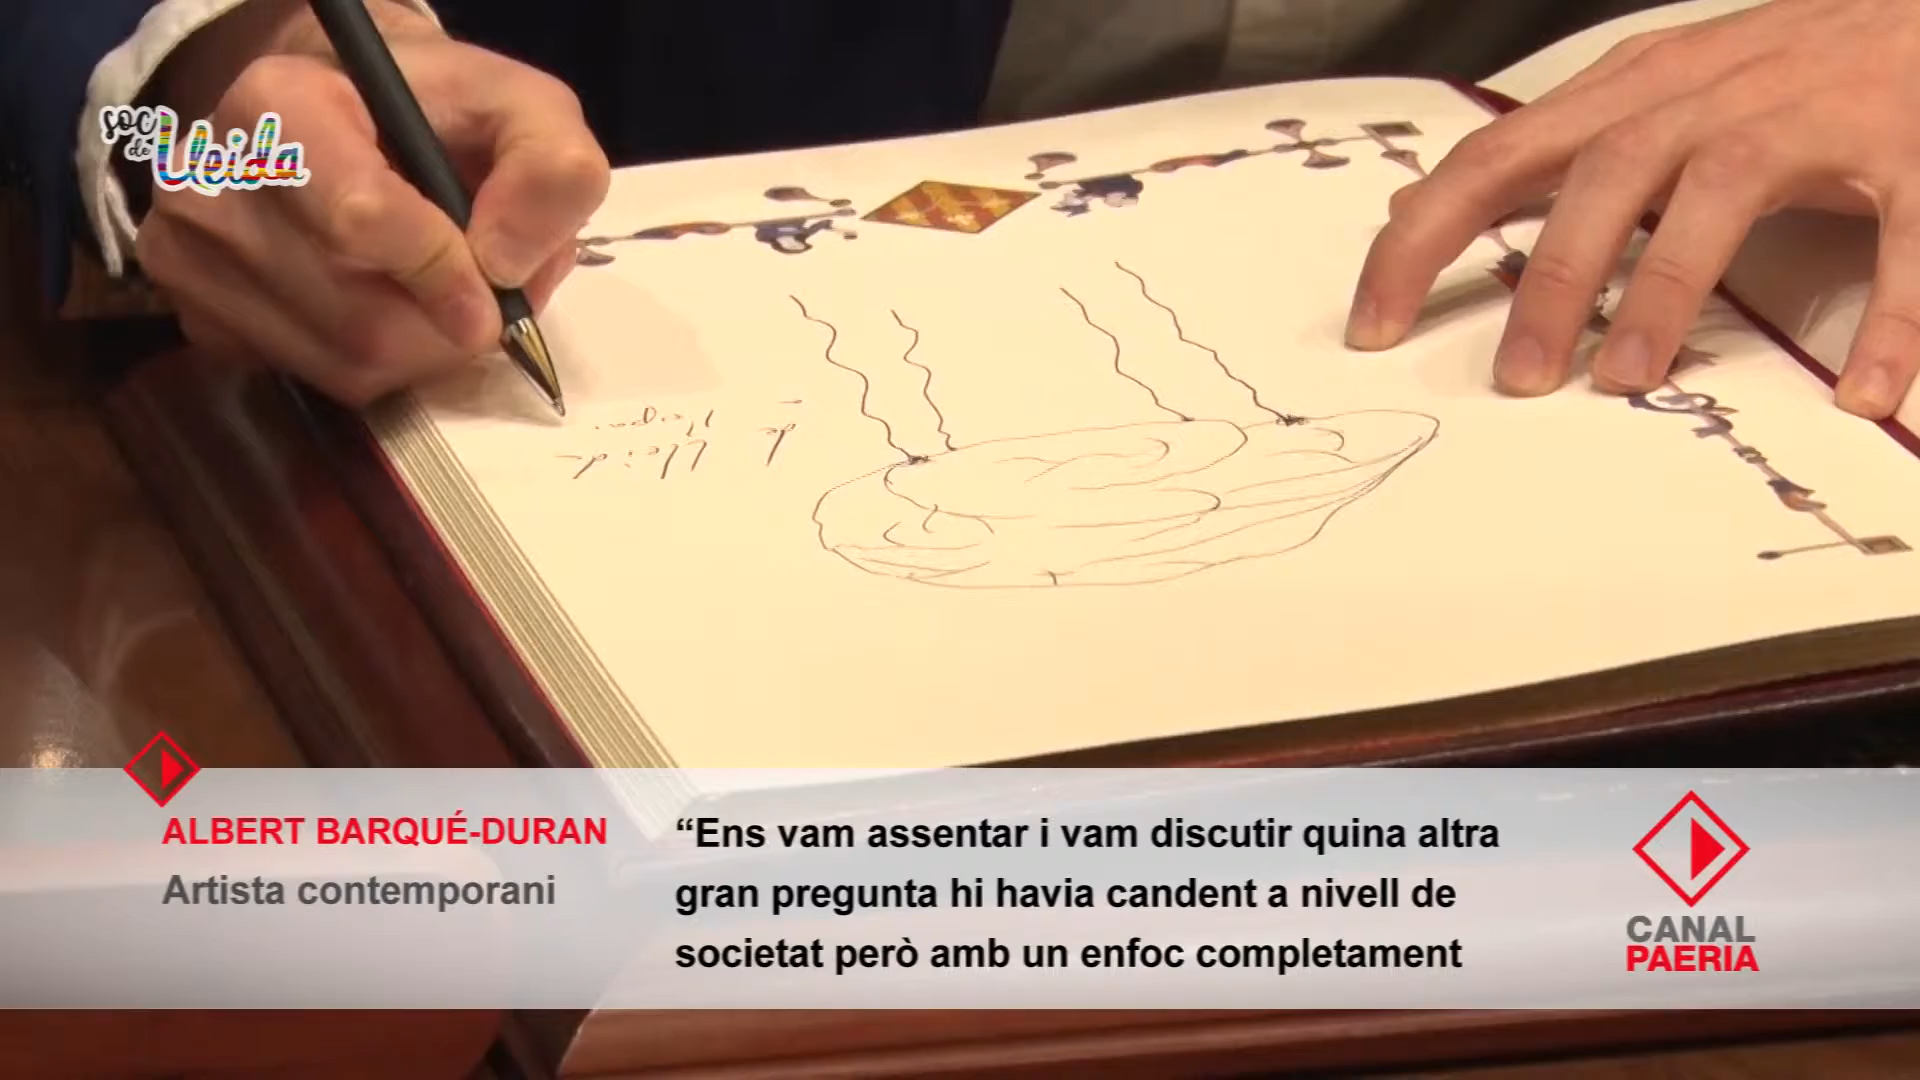 soc
de
Lleida
ALBERT BARQUÉ-DURAN
Artista contemporani
“Ens vam assentar i vam discutir quina altra
gran pregunta hi havia candent a nivell de
societat però amb un enfoc completament
CANAL
PAERIA